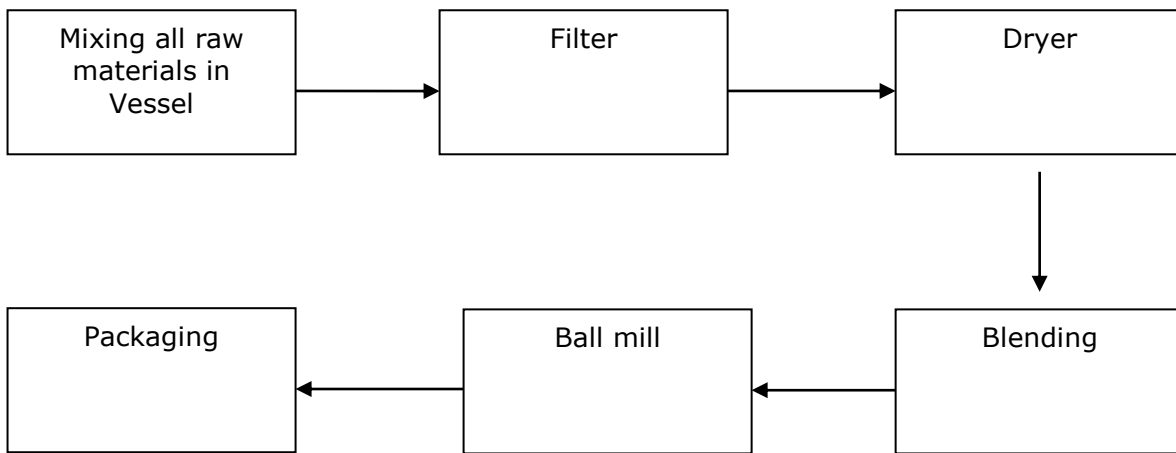 Mixing all raw
materials in
Vessel
Filter
Dryer
Blending
Ball mill
Packaging